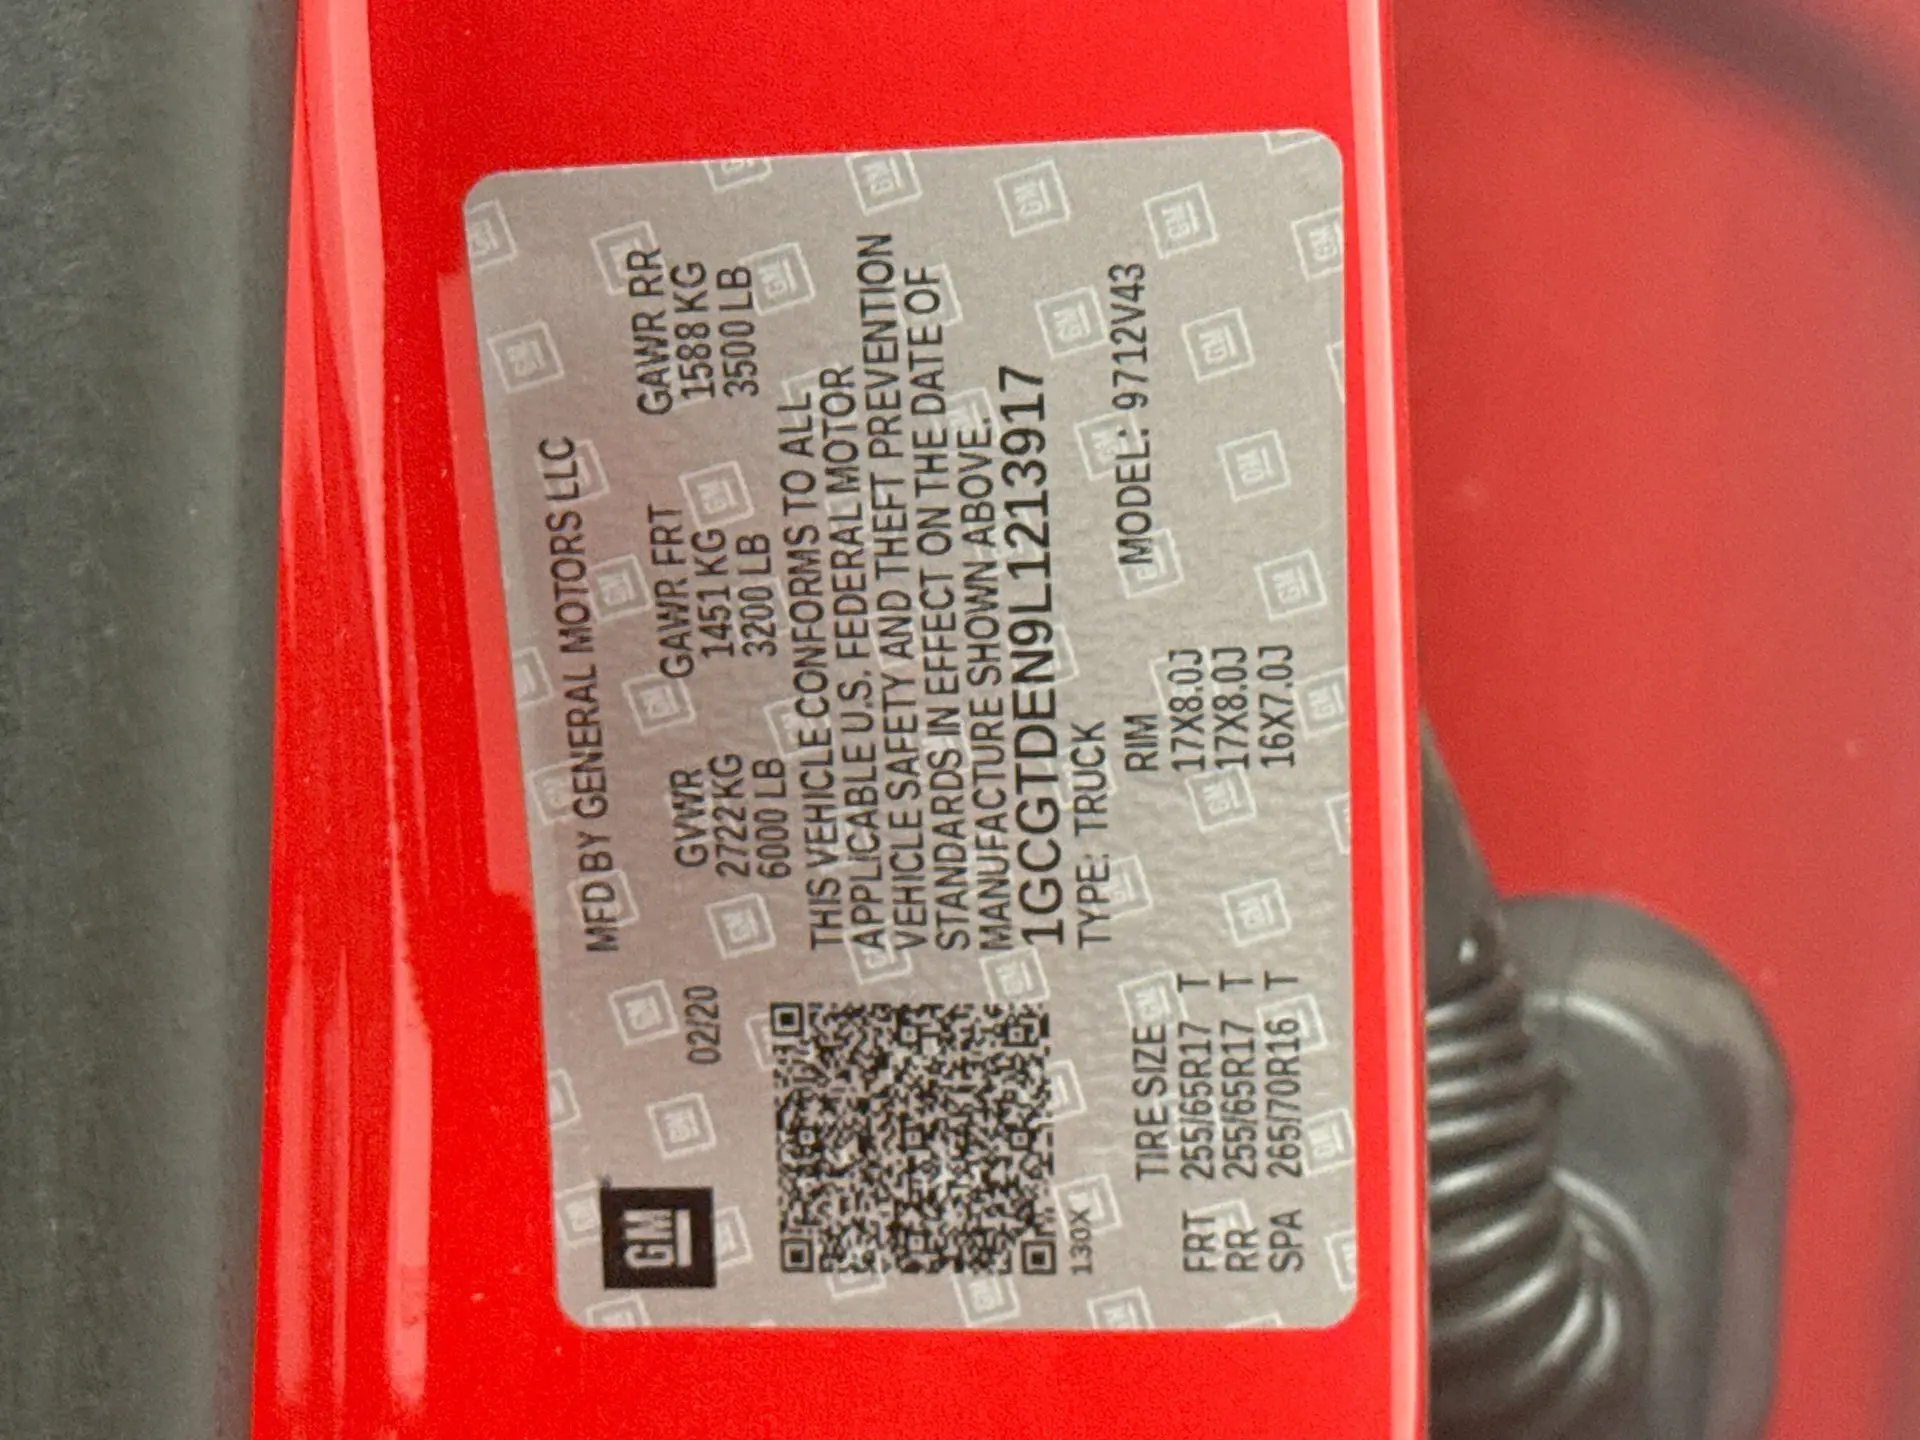 GM
MFD BY GENERAL MOTORS LLC
02/20
GVWR GAWR FRT GAWR RR
2722 KG 1451 KG 1588 KG
6000 LB 3200 LB 3500 LB
THIS VEHICLE CONFORMS TO ALL
APPLICABLE U.S. FEDERAL MOTOR
VEHICLE SAFETY AND THEFT PREVENTION
STANDARDS IN EFFECT ON THE DATE OF
MANUFACTURE SHOWN ABOVE.
1GCGTDEN9L1213917
130X TYPE: TRUCK MODEL: 9712V43
TIRE SIZE RIM
FRT 255/65R17 T 17X8.0J
RR 255/65R17 T 17X8.0J
SPA 265/70R16 T 16X7.0J